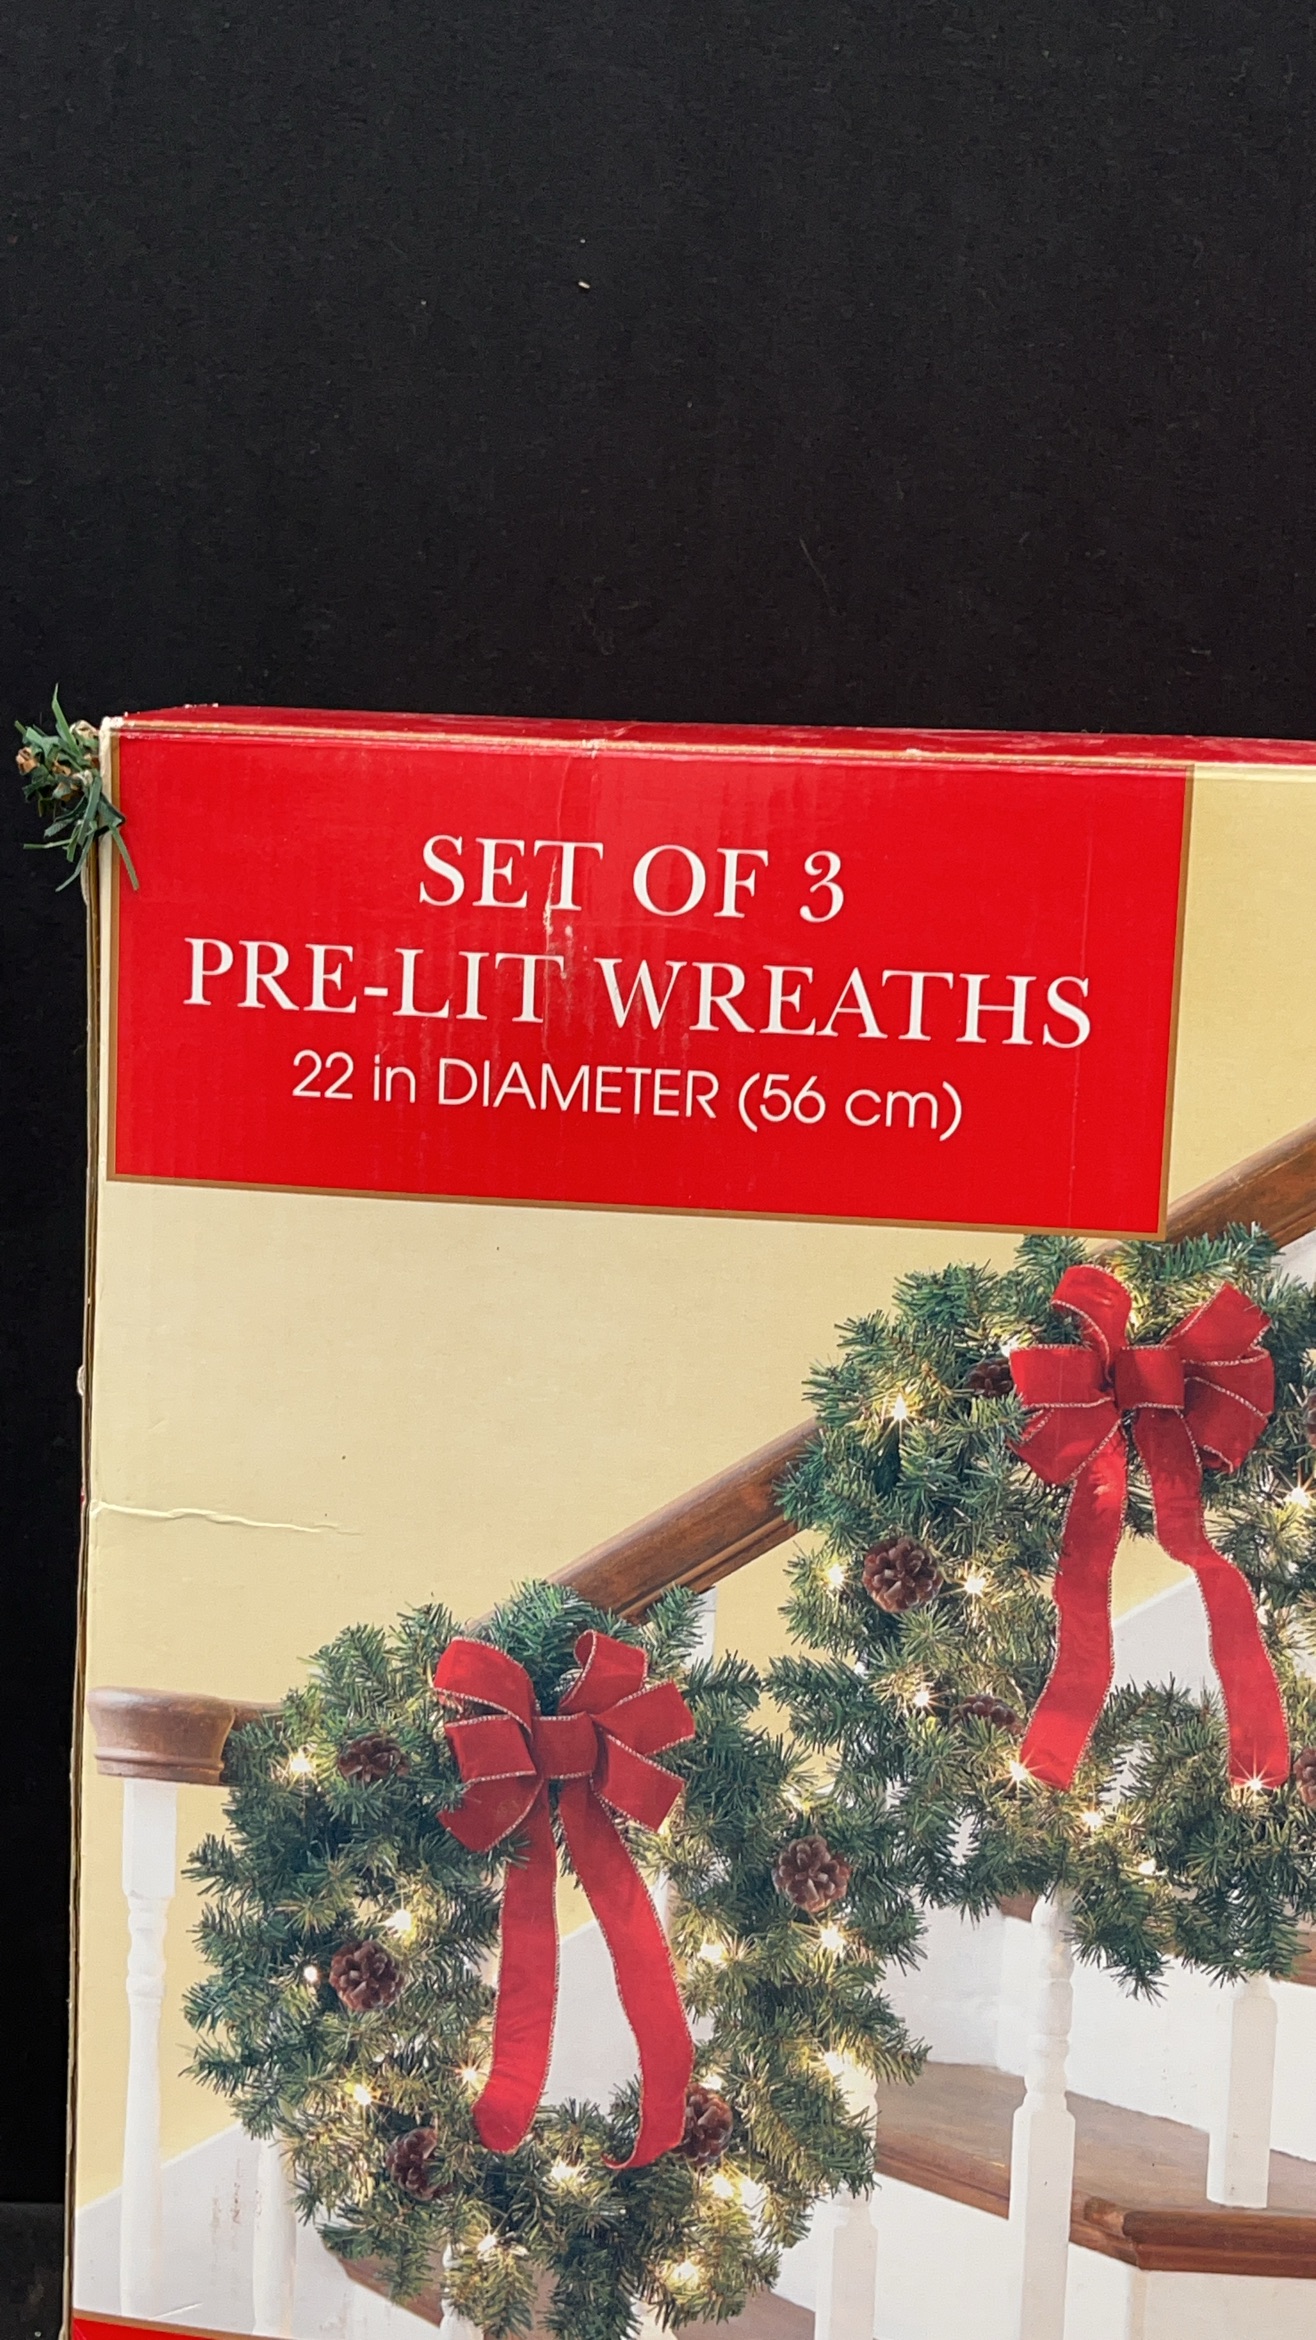 SET OF 3
PRE-LIT WREATHS
22 in DIAMETER (56 cm)